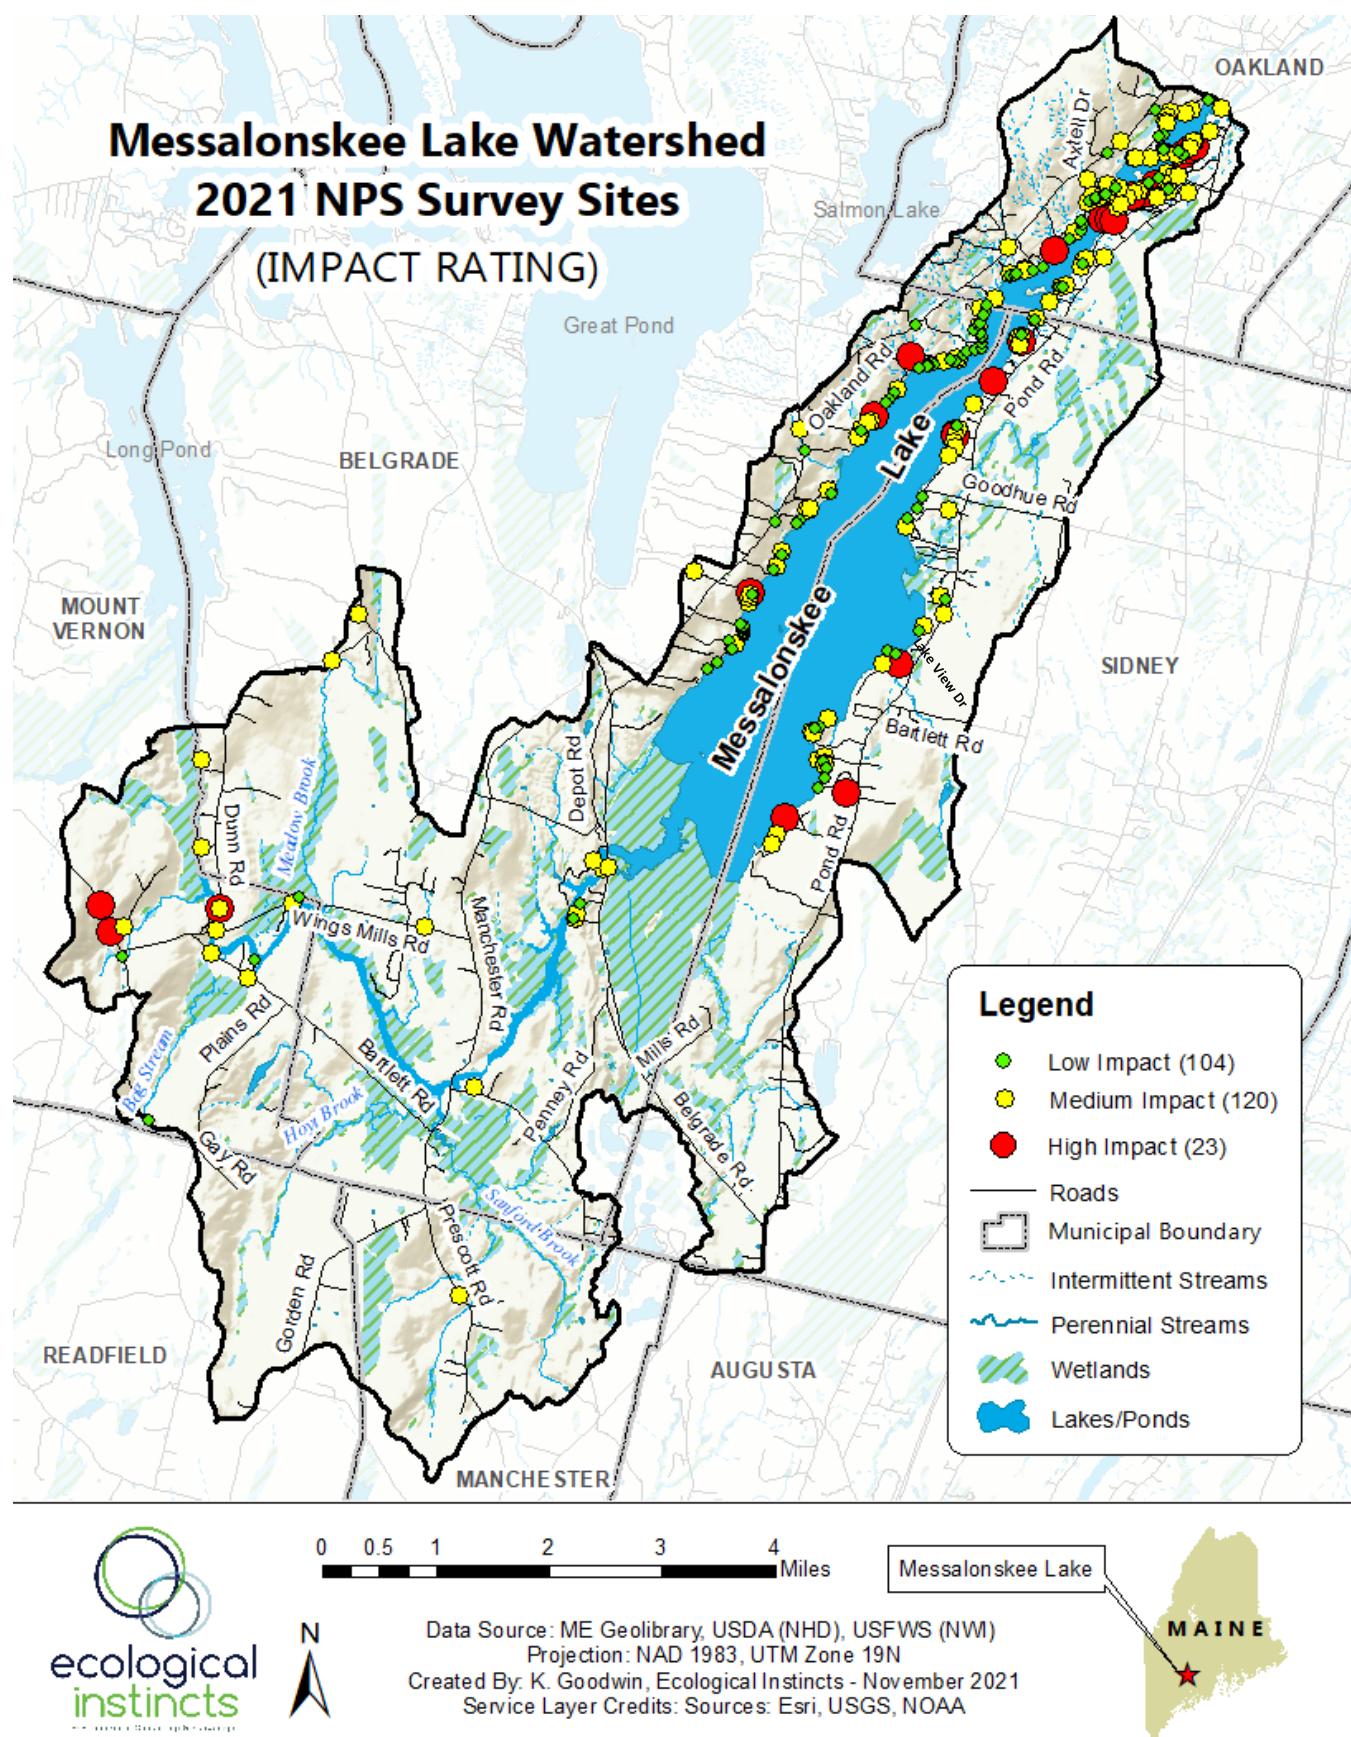 Messalonskee Lake Watershed
2021 NPS Survey Sites
(IMPACT RATING)
OAKLAND
Axtell Dr
Salmon Lake
Great Pond
Oakland Rd
Pond Rd
Long Pond
BELGRADE
Lake
Goodhue Rd
MOUNT
VERNON
Messalonskee
SIDNEY
Lake View Dr
Bartlett Rd
Depot Rd
Meadow Brook
Dunn Rd
Pond Rd
Wings Mills Rd
Manchester Rd
Plains Rd
Mills Rd
Bog Stream
Bartlett Rd
Penney Rd
Hoyt Brook
Belgrade Rd
Gay Rd
Sanford Brook
Prescott Rd
Gorden Rd
READFIELD
AUGUSTA
MANCHESTER
Legend
Low Impact (104)
Medium Impact (120)
High Impact (23)
Roads
Municipal Boundary
Intermittent Streams
Perennial Streams
Wetlands
Lakes/Ponds
0 0.5 1 2 3 4
Miles
Messalonskee Lake
MAINE
N
ecological
instincts
Data Source: ME Geolibrary, USDA (NHD), USFWS (NWI)
Projection: NAD 1983, UTM Zone 19N
Created By: K. Goodwin, Ecological Instincts - November 2021
Service Layer Credits: Sources: Esri, USGS, NOAA